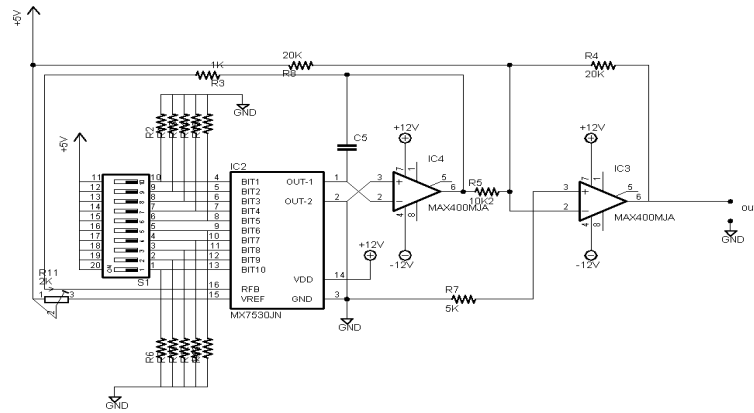 +5V
1K
R3
20K
R8
R4
20K
R2
GND
+5V
C5
+12V
IC4
+12V
IC3
IC2
11 10 4 BIT1 OUT-1 1 3 7 1 5 6
12 9 5 BIT2
13 8 6 BIT3 OUT-2 2 2
14 7 7 BIT4
15 6 8 BIT5
16 5 9 BIT6
17 4 10 BIT7
18 3 11 BIT8
19 2 12 BIT9
20 ON 1 13 BIT10
MAX400MJA
4 8
-12V
R5
10K2
3 7 1 5 6
2
MAX400MJA
4 8
-12V
OU
GND
S1
+12V
VDD 14
16 RFB GND 3
15 VREF
MX7530JN
R11
2K
1 3
2
GND
R7
5K
R6
GND